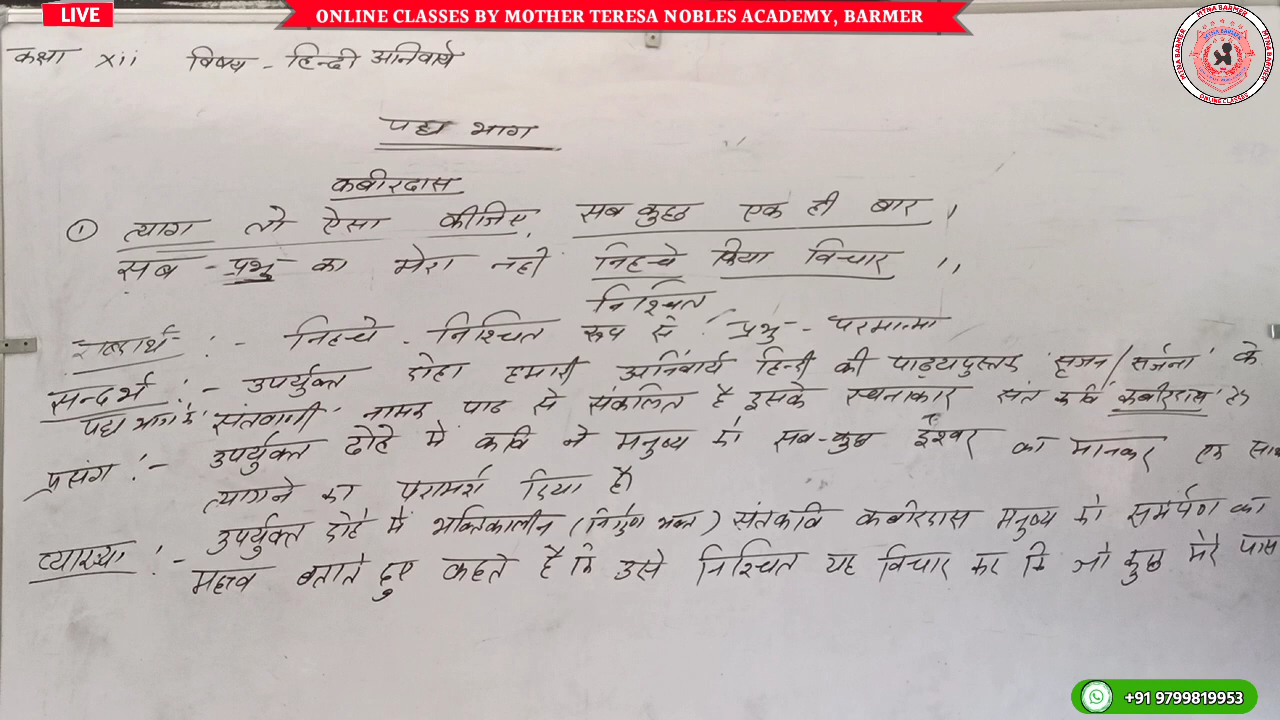 LIVE
ONLINE CLASSES BY MOTHER TERESA NOBLES ACADEMY, BARMER
MTNA BARMER
ONLINE CLASSES
कक्षा xii विषय - हिन्दी अनिवार्य
पद्य भाग
कबीरदास
① त्याग तो ऐसा कीजिए, सब कुछ एक ही बार ।
सब - प्रभु का मेरा नहीं निहचे किया विचार ।।
निश्चित
शब्दार्थ :- निहचे - निश्चित रूप से । प्रभु - परमात्मा
सन्दर्भ :- उपर्युक्त दोहा हमारी अनिवार्य हिन्दी की पाठ्यपुस्तक 'सृजन/सर्जना' के
पद्य भाग के 'संतवाणी' नामक पाठ से संकलित है इसके रचनाकार संत कवि कबीरदास है।
प्रसंग :- उपर्युक्त दोहे में कवि ने मनुष्य को सब-कुछ ईश्वर का मानकर एक साथ
त्यागने का परामर्श दिया है।
व्याख्या :- उपर्युक्त दोहे में भक्तिकालीन (निर्गुण भक्त) संतकवि कबीरदास मनुष्य को समर्पण का
महत्व बताते हुए कहते है कि उसे निश्चित यह विचार कर कि जो कुछ मेरे पास
+91 9799819953